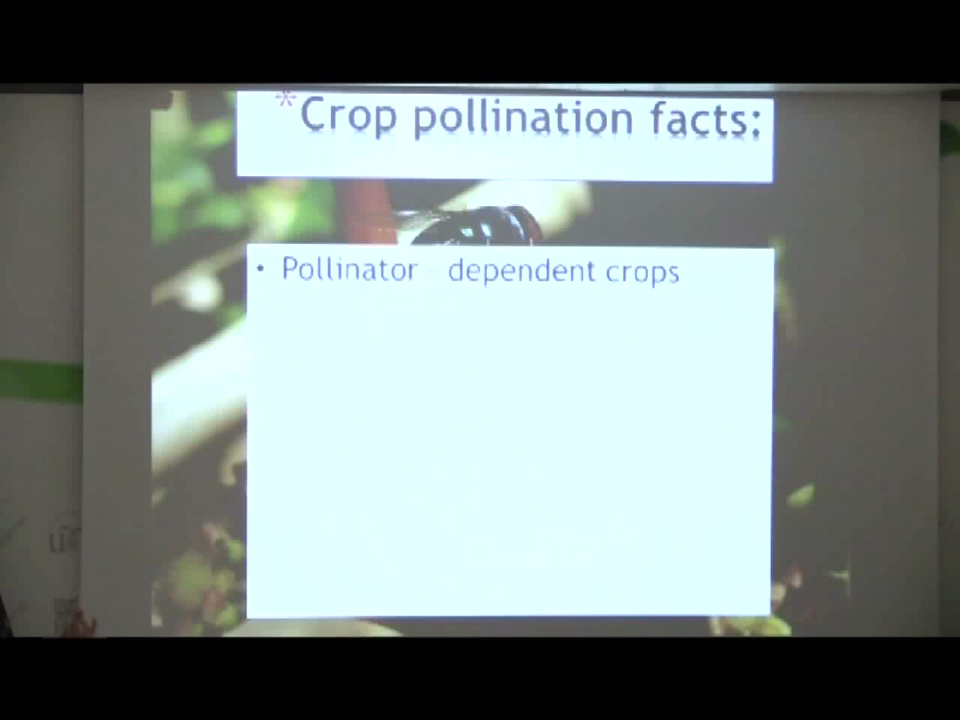 *Crop pollination facts:
• Pollinator - dependent crops